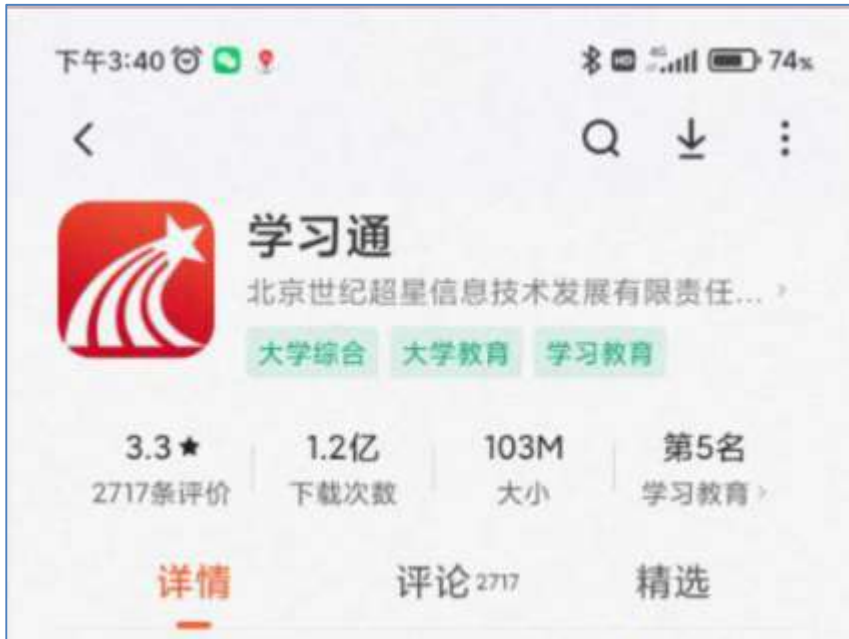 下午3:40 74%
学习通
北京世纪超星信息技术发展有限责任...
大学综合 大学教育 学习教育
3.3★ 1.2亿 103M 第5名
2717条评价 下载次数 大小 学习教育
详情 评论2717 精选